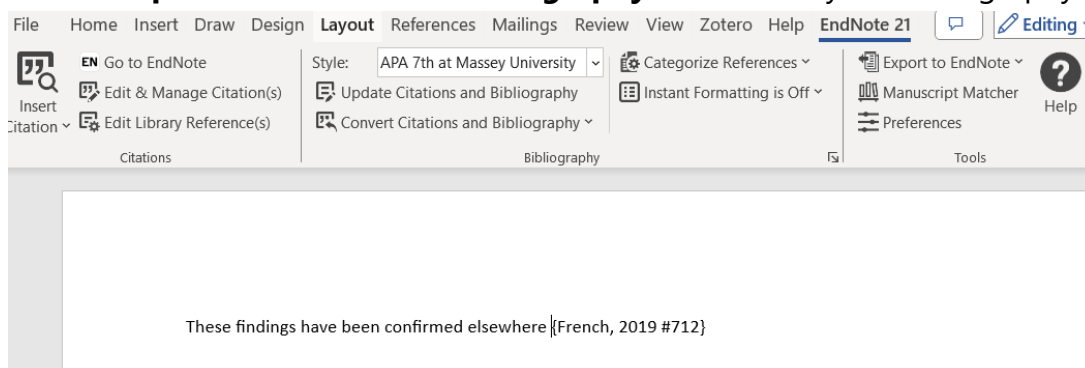 File Home Insert Draw Design Layout References Mailings Review View Zotero Help EndNote 21 Editing
EN Go to EndNote Style: APA 7th at Massey University Categorize References Export to EndNote
Edit & Manage Citation(s) Update Citations and Bibliography Instant Formatting is Off Manuscript Matcher
Insert Citation Edit Library Reference(s) Convert Citations and Bibliography Preferences Help
Citations Bibliography Tools
These findings have been confirmed elsewhere {French, 2019 #712}